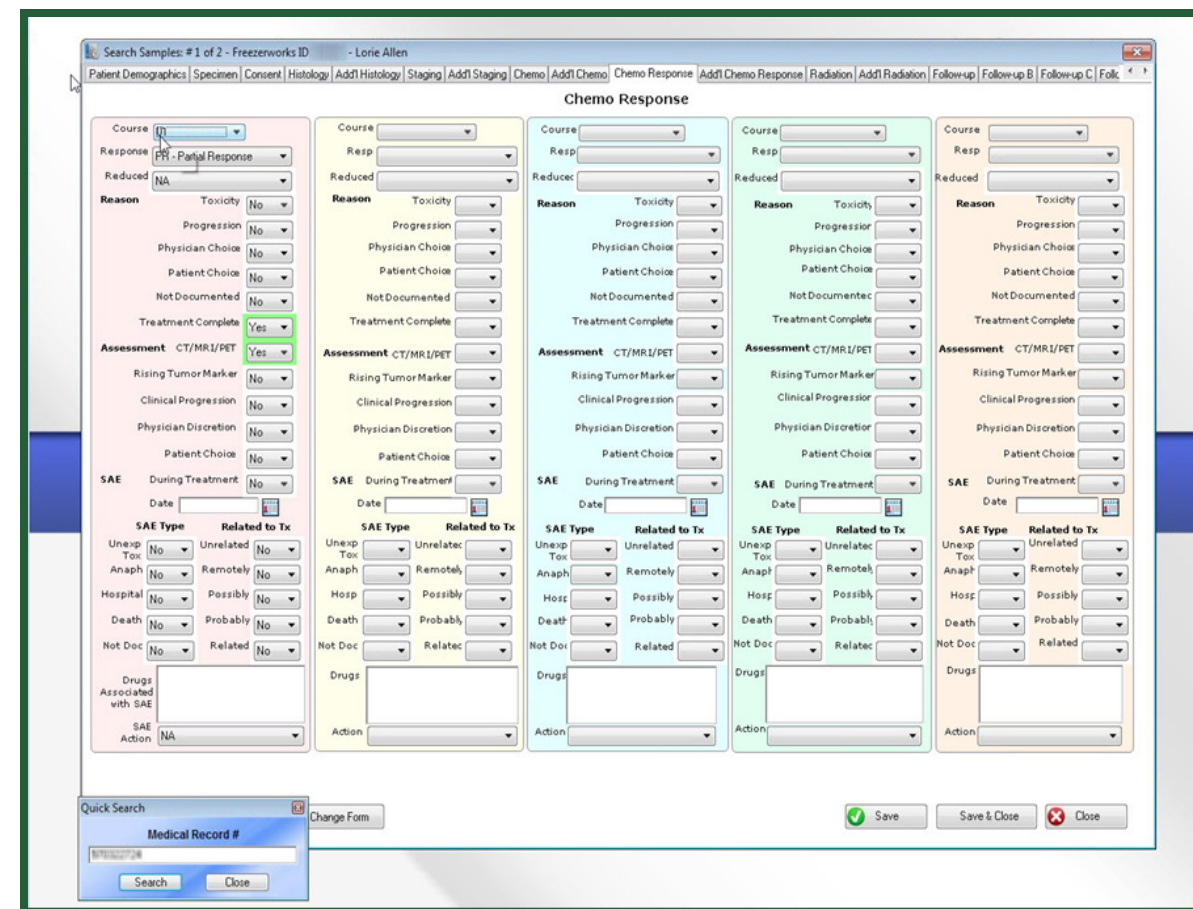 Search Samples: # 1 of 2 - Freezerworks ID - Lorie Allen
Patient Demographics Specimen Consent Histology Add'l Histology Staging Add'l Staging Chemo Add'l Chemo Chemo Response Add'l Chemo Response Radiation Add'l Radiation Follow-up Follow-up B Follow-up C Follc
Chemo Response
Course
Response PR - Partial Response
Reduced NA
Reason Toxicity No
Progression No
Physician Choice No
Patient Choice No
Not Documented No
Treatment Complete Yes
Assessment CT/MRI/PET Yes
Rising Tumor Marker No
Clinical Progression No
Physician Discretion No
Patient Choice No
SAE During Treatment No
Date
SAE Type Related to Tx
Unexp Tox No Unrelated No
Anaph No Remotely No
Hospital No Possibly No
Death No Probably No
Not Doc No Related No
Drugs
Associated
with SAE
SAE
Action NA
Course
Resp
Reduced
Reason Toxicity
Progression
Physician Choice
Patient Choice
Not Documented
Treatment Complete
Assessment CT/MRI/PET
Rising Tumor Marker
Clinical Progression
Physician Discretion
Patient Choice
SAE During Treatment
Date
SAE Type Related to Tx
Unexp Tox Unrelatec
Anaph Remotely
Hosp Possibly
Death Probably
Not Doc Relatec
Drugs
Action
Course
Resp
Reducec
Reason Toxicity
Progression
Physician Choice
Patient Choice
Not Documented
Treatment Complete
Assessment CT/MRI/PET
Rising Tumor Marker
Clinical Progression
Physician Discretion
Patient Choice
SAE During Treatment
Date
SAE Type Related to Tx
Unexp Tox Unrelated
Anaph Remotely
Hosp Possibly
Death Probably
Not Doc Related
Drugs
Action
Course
Resp
Reduced
Reason Toxicity
Progression
Physician Choice
Patient Choice
Not Documentec
Treatment Complete
Assessment CT/MRI/PET
Rising Tumor Marker
Clinical Progression
Physician Discretion
Patient Choice
SAE During Treatment
Date
SAE Type Related to Tx
Unexp Tox Unrelatec
Anaph Remotely
Hosp Possibly
Death Probably
Not Doc Relatec
Drugs
Action
Course
Resp
Reduced
Reason Toxicity
Progression
Physician Choice
Patient Choice
Not Documented
Treatment Complete
Assessment CT/MRI/PET
Rising Tumor Marker
Clinical Progression
Physician Discretion
Patient Choice
SAE During Treatment
Date
SAE Type Related to Tx
Unexp Tox Unrelated
Anaph Remotely
Hosp Possibly
Death Probably
Not Doc Related
Drugs
Action
Change Form Save Save & Close Close
Quick Search
Medical Record #
Search Close